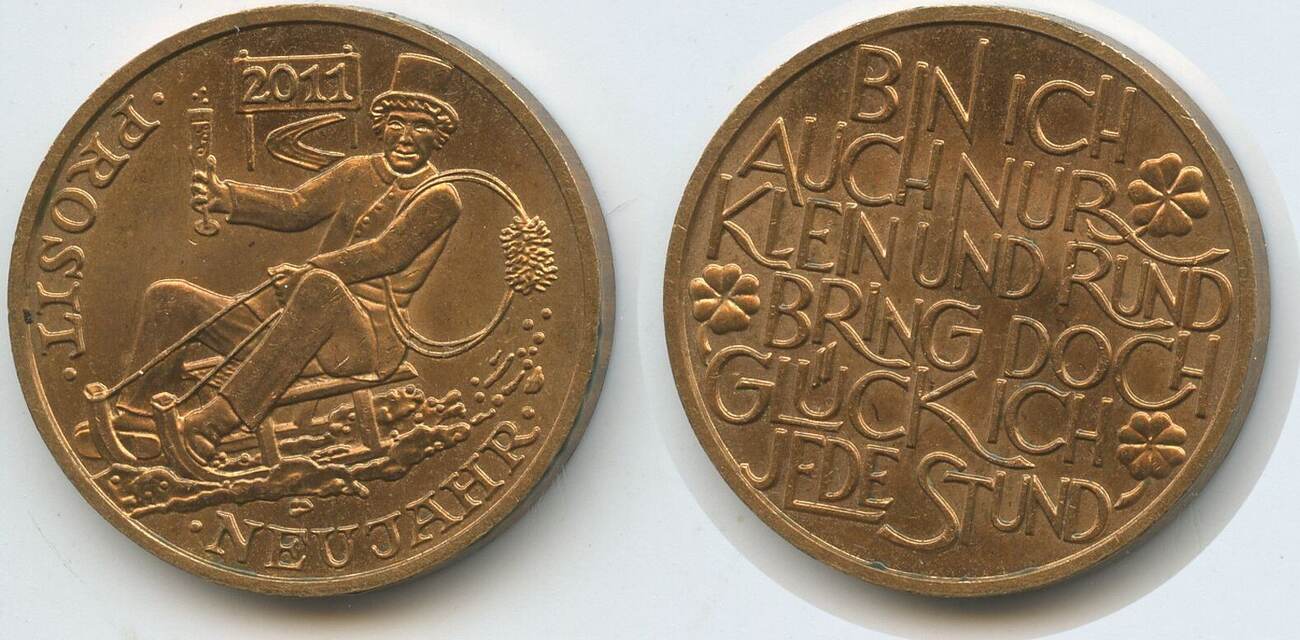 2011
· PROSIT ·
· NEUJAHR ·
BIN ICH
AUCH NUR
KLEIN UND RUND
BRING DOCH
GLÜCK ICH
JEDE STUND